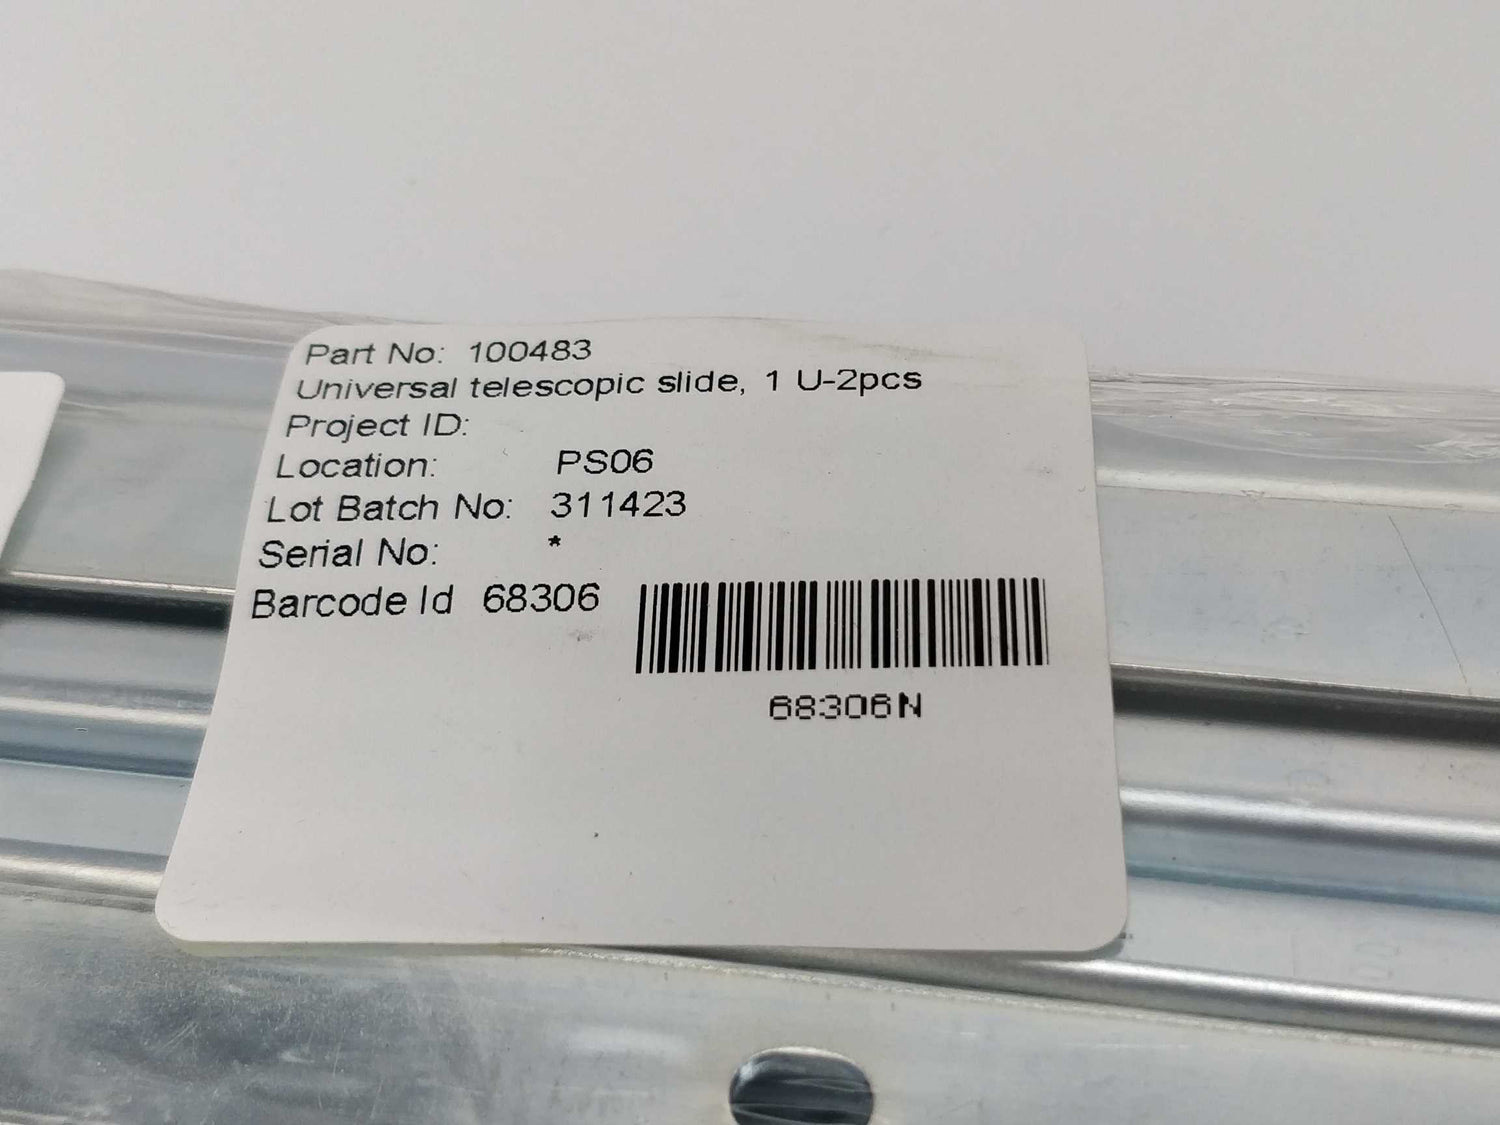 Part No: 100483
Universal telescopic slide, 1 U-2pcs
Project ID:
Location: PS06
Lot Batch No: 311423
Serial No: *
Barcode Id 68306
68306N